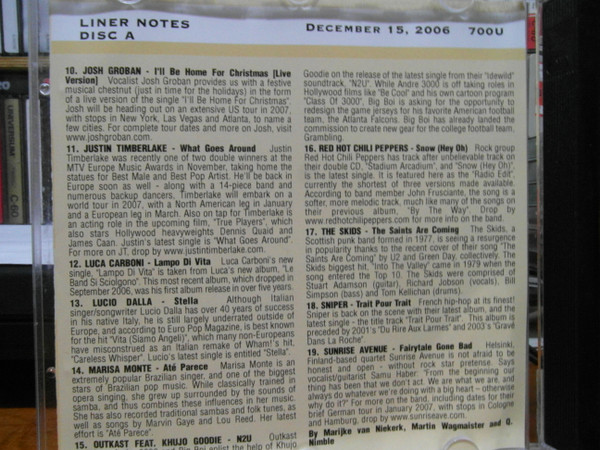 LINER NOTES
DISC A
DECEMBER 15, 2006 700U
10. JOSH GROBAN - I'll Be Home For Christmas [Live
Version] Vocalist Josh Groban provides us with a festive
musical chestnut (just in time for the holidays) in the form
of a live version of the single "I'll Be Home For Christmas".
Josh will be heading out on an extensive US tour in 2007,
with stops in New York, Las Vegas and Atlanta, to name a
few cities. For complete tour dates and more on Josh, visit
www.joshgroban.com.
11. JUSTIN TIMBERLAKE - What Goes Around Justin
Timberlake was recently one of two double winners at the
MTV Europe Music Awards in November, taking home the
statues for Best Male and Best Pop Artist. He'll be back in
Europe soon as well - along with a 14-piece band and
numerous backup dancers, Timberlake will embark on a
world tour in 2007, with a North American leg in January
and a European leg in March. Also on tap for Timberlake is
an acting role in the upcoming film, "True Players", which
also stars Hollywood heavyweights Dennis Quaid and
James Caan. Justin's latest single is "What Goes Around".
For more on JT, drop by www.justintimberlake.com.
12. LUCA CARBONI - Lampo Di Vita Luca Carboni's new
single, "Lampo Di Vita" is taken from Luca's new album, "Le
Band Si Sciolgono". This most recent album, which dropped in
September 2006, was his first album release in over five years.
13. LUCIO DALLA - Stella Although Italian
singer/songwriter Lucio Dalla has over 40 years of success
in his native Italy, he is still largely underrated outside of
Europe, and according to Euro Pop Magazine, is best known
for the hit "Vita (Siamo Angeli)", which many non-Europeans
have misconstrued as an Italian remake of Wham!'s hit,
"Careless Whisper". Lucio's latest single is entitled "Stella".
14. MARISA MONTE - Até Parece Marisa Monte is an
extremely popular Brazilian singer, and one of the biggest
stars of Brazilian pop music. While classically trained in
opera singing, she grew up surrounded by the sounds of
samba, and thus combines these influences in her music.
She has also recorded traditional sambas and folk tunes, as
well as songs by Marvin Gaye and Lou Reed. Her latest
effort is "Até Parece".
15. OUTKAST FEAT. KHUJO GOODIE - N2U Outkast
Big Boi enlist the help of Khujo
Goodie on the release of the latest single from their "Idewild"
soundtrack, "N2U". While Andre 3000 is off taking roles in
Hollywood films like "Be Cool" and his own cartoon program
"Class Of 3000", Big Boi is asking for the opportunity to
redesign the game jerseys for his favorite American football
team, the Atlanta Falcons. Big Boi has already landed the
commission to create new gear for the college football team,
Grambling.
16. RED HOT CHILI PEPPERS - Snow (Hey Oh) Rock group
Red Hot Chili Peppers has track after unbelievable track on
their double CD, "Stadium Arcadium", and "Snow (Hey Oh)",
is the latest single. It is featured here as the "Radio Edit",
currently the shortest of three versions made available.
According to band member John Frusciante, the song is a
softer, more melodic track, much like many of the songs on
their previous album, "By The Way". Drop by
www.redhotchilipeppers.com for more info on the band.
17. THE SKIDS - The Saints Are Coming The Skids, a
Scottish punk band formed in 1977, is seeing a resurgence
in popularity thanks to the recent cover of their song "The
Saints Are Coming" by U2 and Green Day, collectively. The
Skids biggest hit, "Into The Valley" came in 1979 when the
song entered the Top 10. The Skids were comprised of
Stuart Adamson (guitar), Richard Jobson (vocals), Bill
Simpson (bass) and Tom Kellichan (drums).
18. SNIPER - Trait Pour Trait French hip-hop at its finest!
Sniper is back on the scene with their latest album, and the
latest single - the title track "Trait Pour Trait". This album is
preceded by 2001's "Du Rire Aux Larmes" and 2003's "Gravé
Dans La Roche"
19. SUNRISE AVENUE - Fairytale Gone Bad Helsinki,
Finland-based quartet Sunrise Avenue is not afraid to be
honest and open - without rock star pretense. Says
vocalist/guitarist Samu Haber: "From the beginning our
thing has been that we don't act. We are what we are, and
always do whatever we're doing with a big heart – otherwise
why do it?" For more on the band, including dates for their
brief German tour in January 2007, with stops in Cologne
and Hamburg, drop by www.sunriseave.com.
By Marijke van Niekerk, Martin Wagmaister and Q.
Nimble
C-60